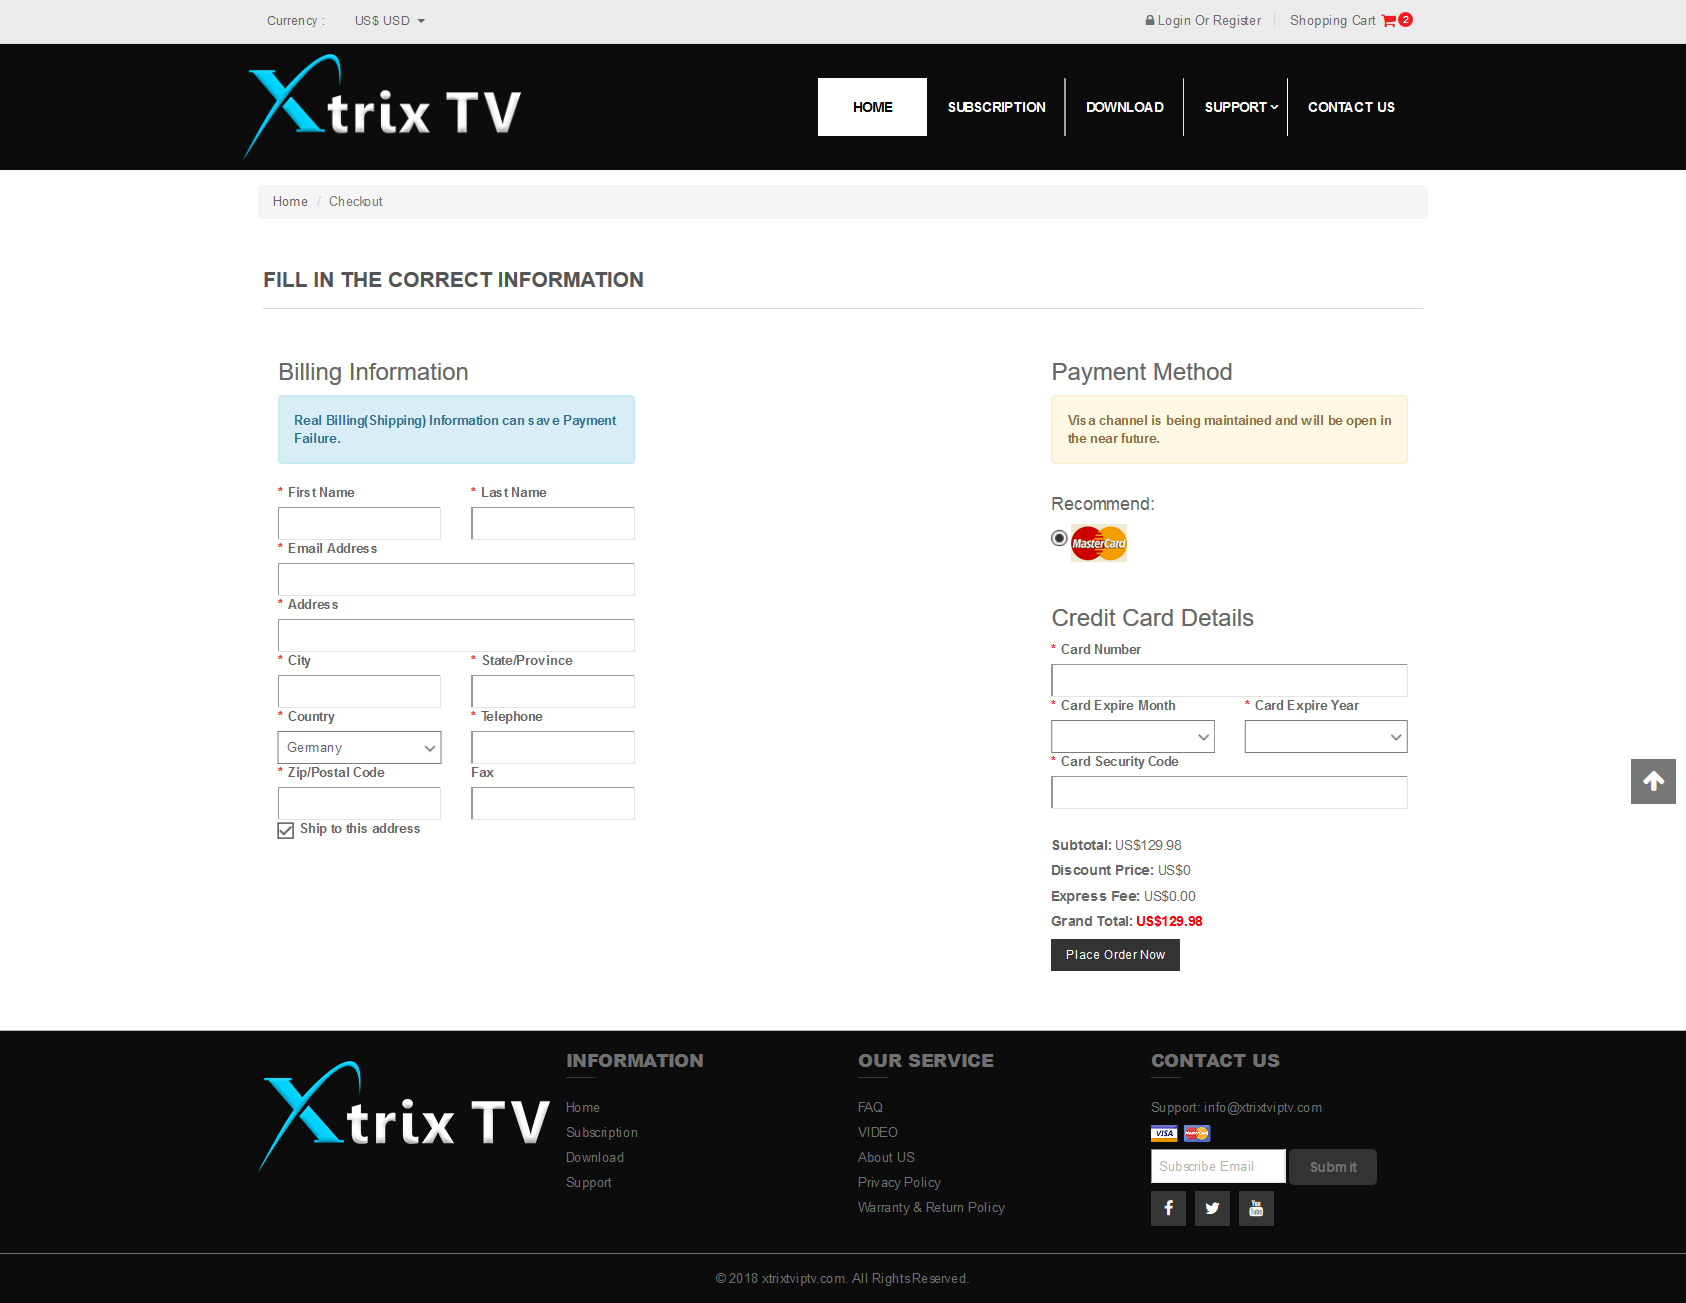 Currency : US$ USD
Login Or Register
Shopping Cart 2
Xtrix TV
HOME
SUBSCRIPTION
DOWNLOAD
SUPPORT
CONTACT US
Home / Checkout
FILL IN THE CORRECT INFORMATION
Billing Information
Real Billing(Shipping) Information can save Payment
Failure.
* First Name
* Last Name
* Email Address
* Address
* City
* State/Province
* Country
* Telephone
Germany
* Zip/Postal Code
Fax
Ship to this address
Payment Method
Visa channel is being maintained and will be open in
the near future.
Recommend:
MasterCard
Credit Card Details
* Card Number
* Card Expire Month
* Card Expire Year
* Card Security Code
Subtotal: US$129.98
Discount Price: US$0
Express Fee: US$0.00
Grand Total: US$129.98
Place Order Now
Xtrix TV
INFORMATION
Home
Subscription
Download
Support
OUR SERVICE
FAQ
VIDEO
About US
Privacy Policy
Warranty & Return Policy
CONTACT US
Support: info@xtrixtviptv.com
VISA MasterCard
Subscribe Email
Submit
You Tube
© 2018 xtrixtviptv.com. All Rights Reserved.